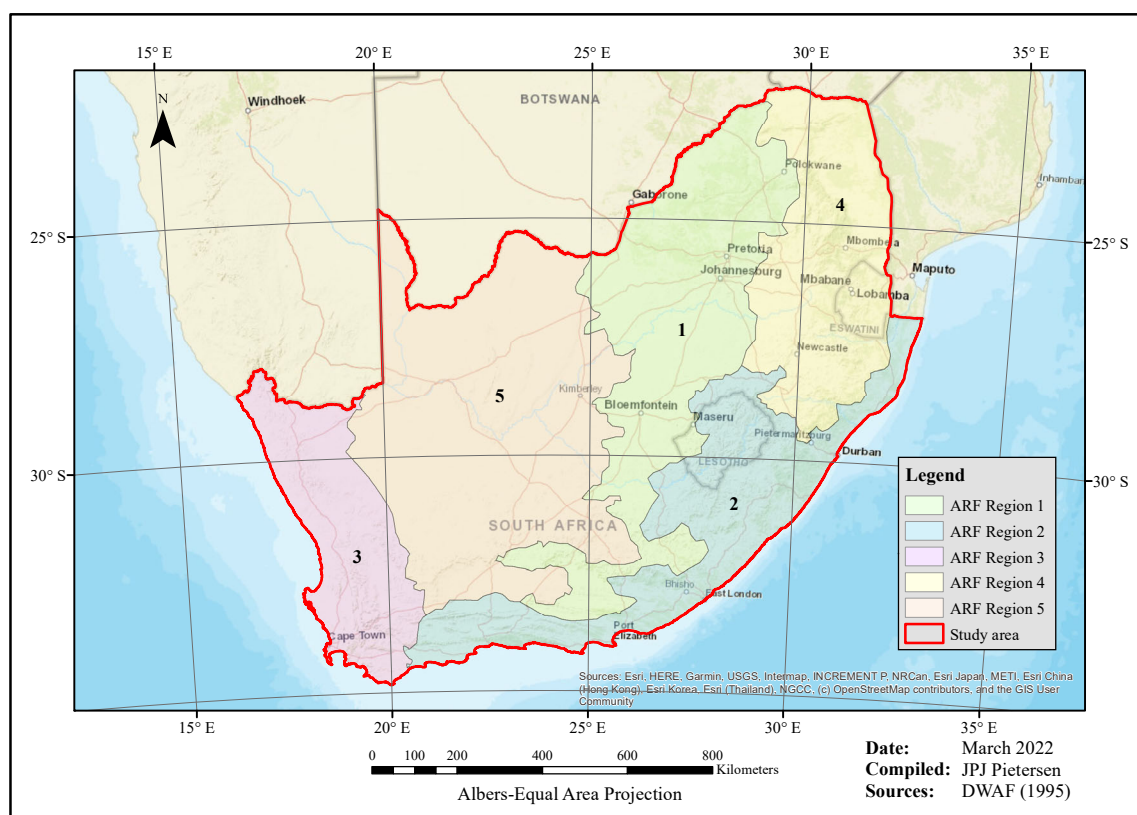 15° E
20° E
25° E
30° E
35° E
N
Windhoek
BOTSWANA
Polokwane
Inhamban
Gaborone
4
25° S
25° S
Pretoria
Mbombela
Johannesburg
Mbabane
Maputo
Lobamba
1
ESWATINI
Newcastle
5
Kimberley
Bloemfontein
Maseru
Pietermaritzburg
Durban
LESOTHO
30° S
30° S
2
SOUTH AFRICA
3
Bhisho
East London
Port
Elizabeth
Cape Town
Legend
ARF Region 1
ARF Region 2
ARF Region 3
ARF Region 4
ARF Region 5
Study area
Sources: Esri, HERE, Garmin, USGS, Intermap, INCREMENT P, NRCan, Esri Japan, METI, Esri China
(Hong Kong), Esri Korea, Esri (Thailand), NGCC, (c) OpenStreetMap contributors, and the GIS User
Community
15° E
20° E
25° E
30° E
35° E
0 50 100 200 400 600 800
Kilometers
Albers-Equal Area Projection
Date: March 2022
Compiled: JPJ Pietersen
Sources: DWAF (1995)